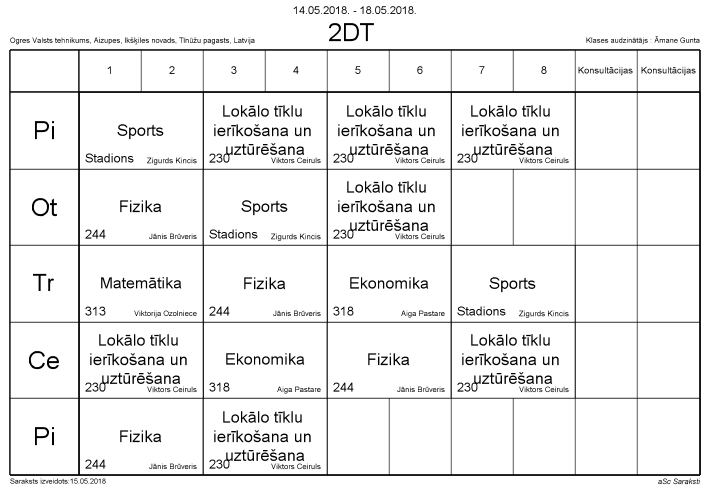 14.05.2018. - 18.05.2018.
Ogres Valsts tehnikums, Aizupes, Ikšķiles novads, Tīnūžu pagasts, Latvija 2DT Klases audzinātājs : Āmane Gunta
1 2 3 4 5 6 7 8 Konsultācijas Konsultācijas
Pi
Sports
Stadions Zigurds Kincis
Lokālo tīklu
ierīkošana un
uztūrēšana
230 Viktors Ceiruls
Lokālo tīklu
ierīkošana un
uztūrēšana
230 Viktors Ceiruls
Lokālo tīklu
ierīkošana un
uztūrēšana
230 Viktors Ceiruls
Ot
Fizika
244 Jānis Brūveris
Sports
Stadions Zigurds Kincis
Lokālo tīklu
ierīkošana un
uztūrēšana
230 Viktors Ceiruls
Tr
Matemātika
313 Viktorija Ozolniece
Fizika
244 Jānis Brūveris
Ekonomika
318 Aiga Pastare
Sports
Stadions Zigurds Kincis
Ce
Lokālo tīklu
ierīkošana un
uztūrēšana
230 Viktors Ceiruls
Ekonomika
318 Aiga Pastare
Fizika
244 Jānis Brūveris
Lokālo tīklu
ierīkošana un
uztūrēšana
230 Viktors Ceiruls
Pi
Fizika
244 Jānis Brūveris
Lokālo tīklu
ierīkošana un
uztūrēšana
230 Viktors Ceiruls
Saraksts izveidots:15.05.2018 aSc Saraksti